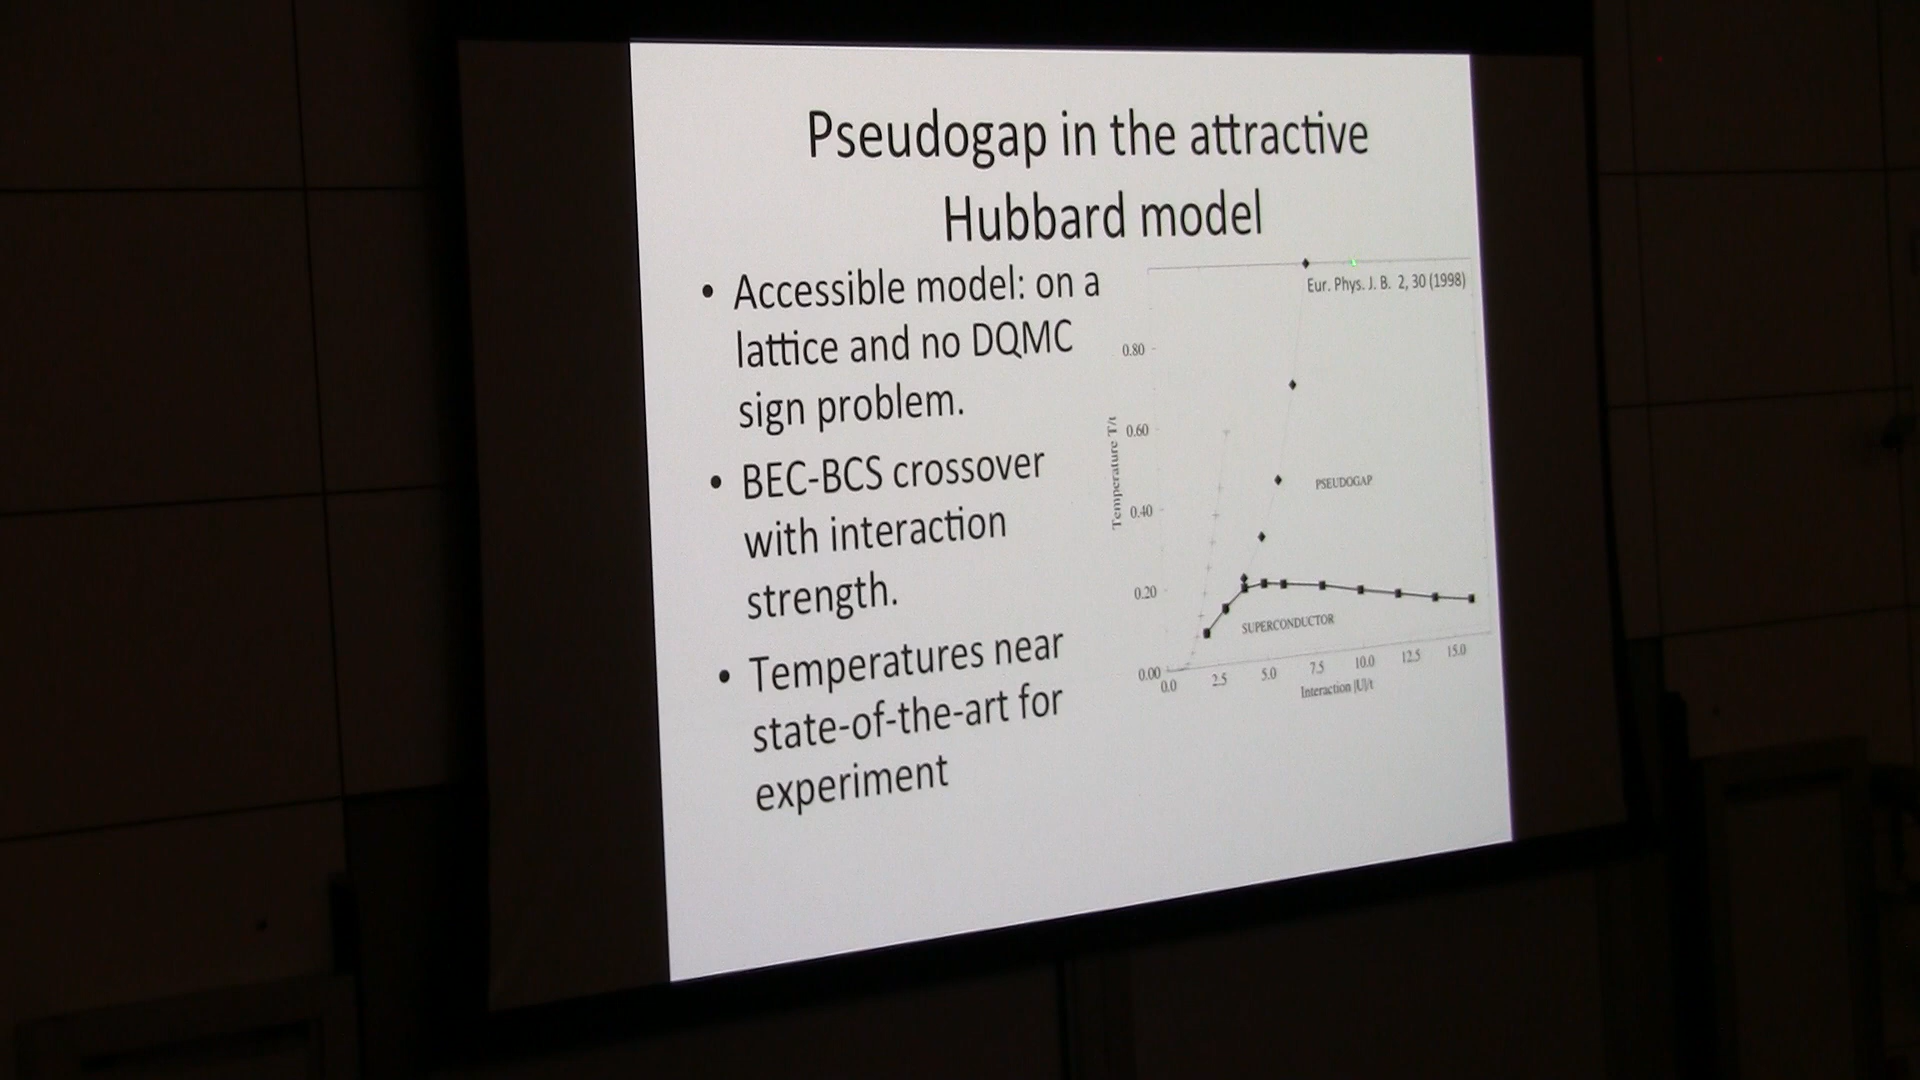 Pseudogap in the attractive
Hubbard model
• Accessible model: on a
lattice and no DQMC
sign problem.
• BEC-BCS crossover
with interaction
strength.
• Temperatures near
state-of-the-art for
experiment
Eur. Phys. J. B. 2, 30 (1998)
0.80
0.60
0.40
0.20
0.00
Temperature T/t
PSEUDOGAP
SUPERCONDUCTOR
0.0 2.5 5.0 7.5 10.0 12.5 15.0
Interaction |U|/t